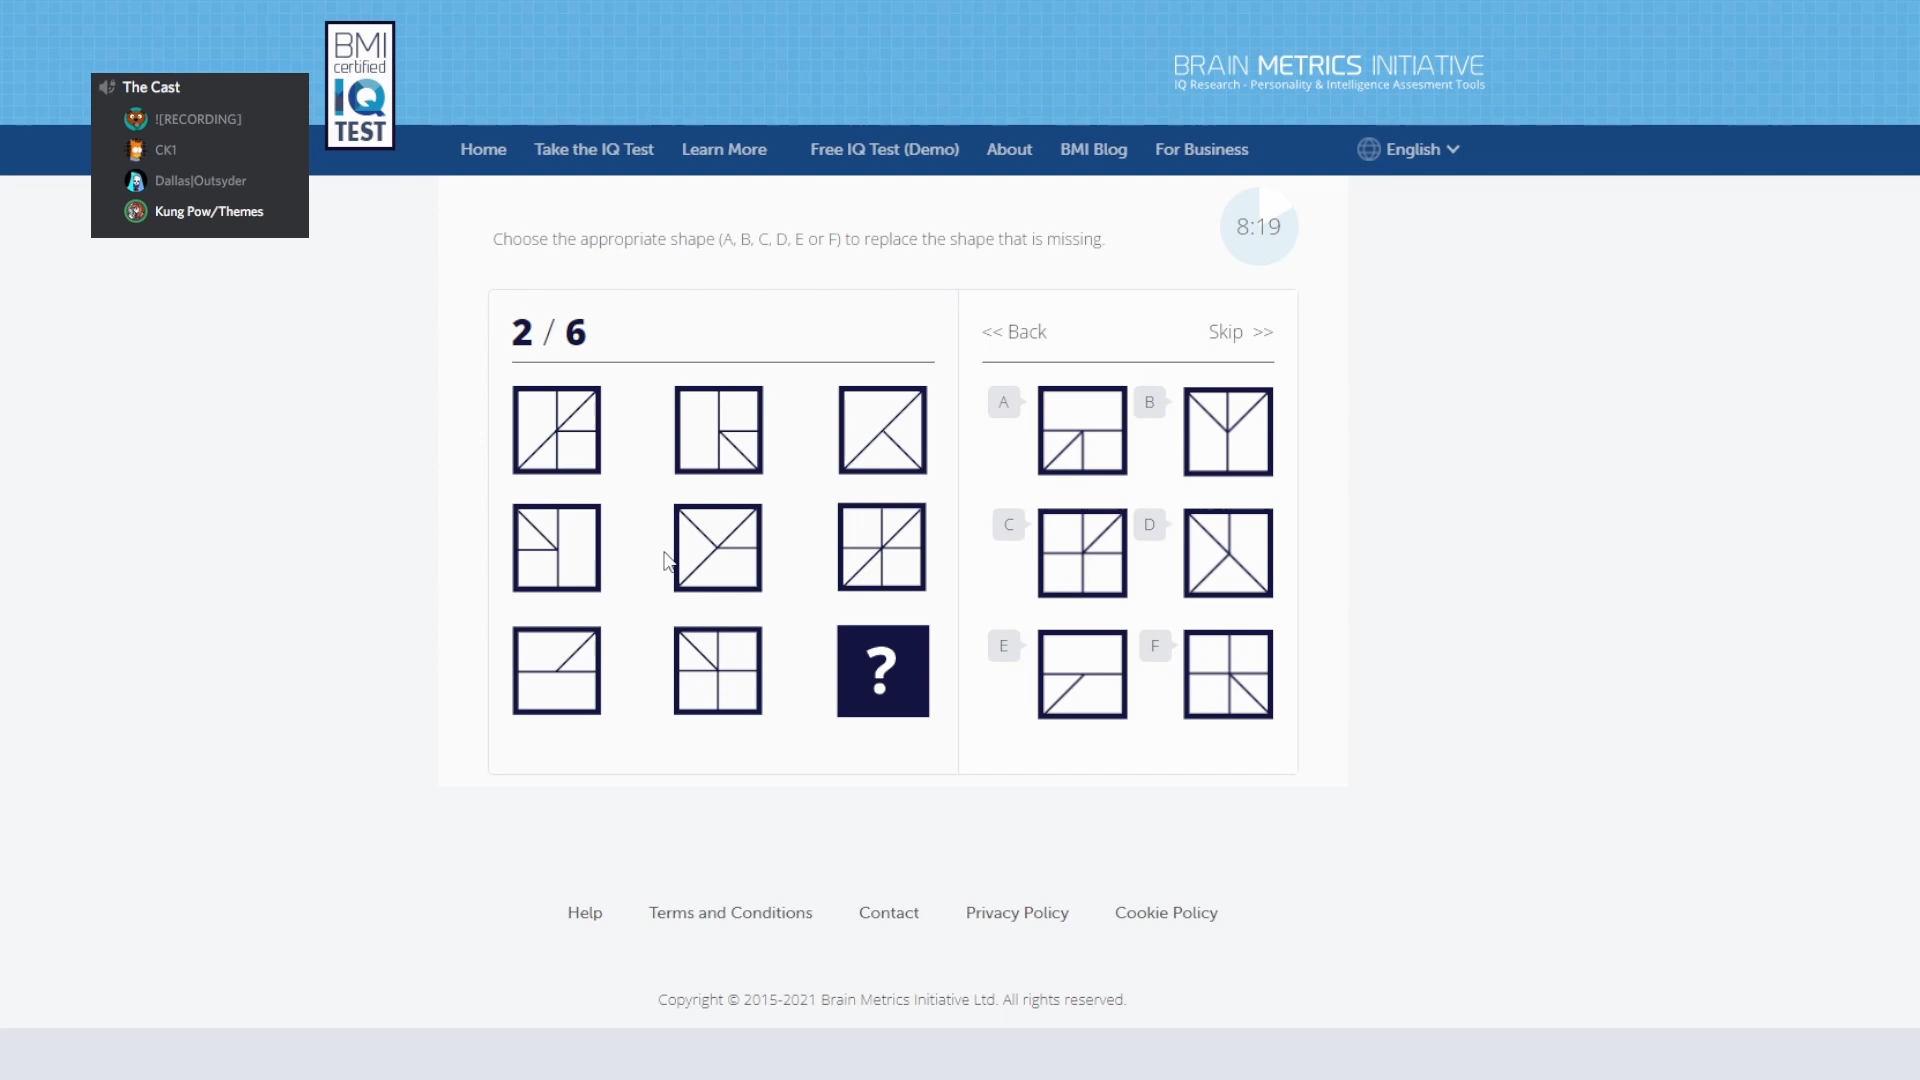 BMI
certified
IQ
TEST
BRAIN METRICS INITIATIVE
IQ Research - Personality & Intelligence Assesment Tools
The Cast
![RECORDING]
CK1
Dallas|Outsyder
Kung Pow/Themes
Home Take the IQ Test Learn More Free IQ Test (Demo) About BMI Blog For Business English
8:19
Choose the appropriate shape (A, B, C, D, E or F) to replace the shape that is missing.
2 / 6
<< Back Skip >>
A B
C D
E F
?
Help Terms and Conditions Contact Privacy Policy Cookie Policy
Copyright © 2015-2021 Brain Metrics Initiative Ltd. All rights reserved.